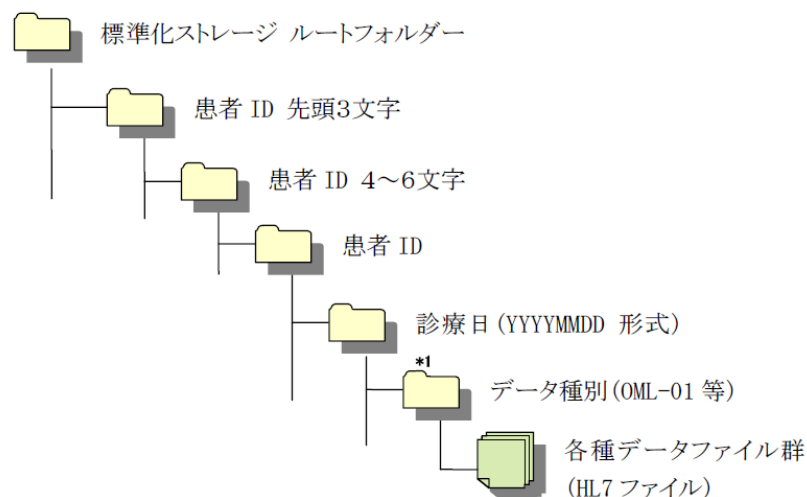 標準化ストレージ ルートフォルダー
患者 ID 先頭3文字
患者 ID 4～6文字
患者 ID
診療日(YYYYMMDD 形式)
*1
データ種別(OML-01 等)
各種データファイル群
(HL7 ファイル)